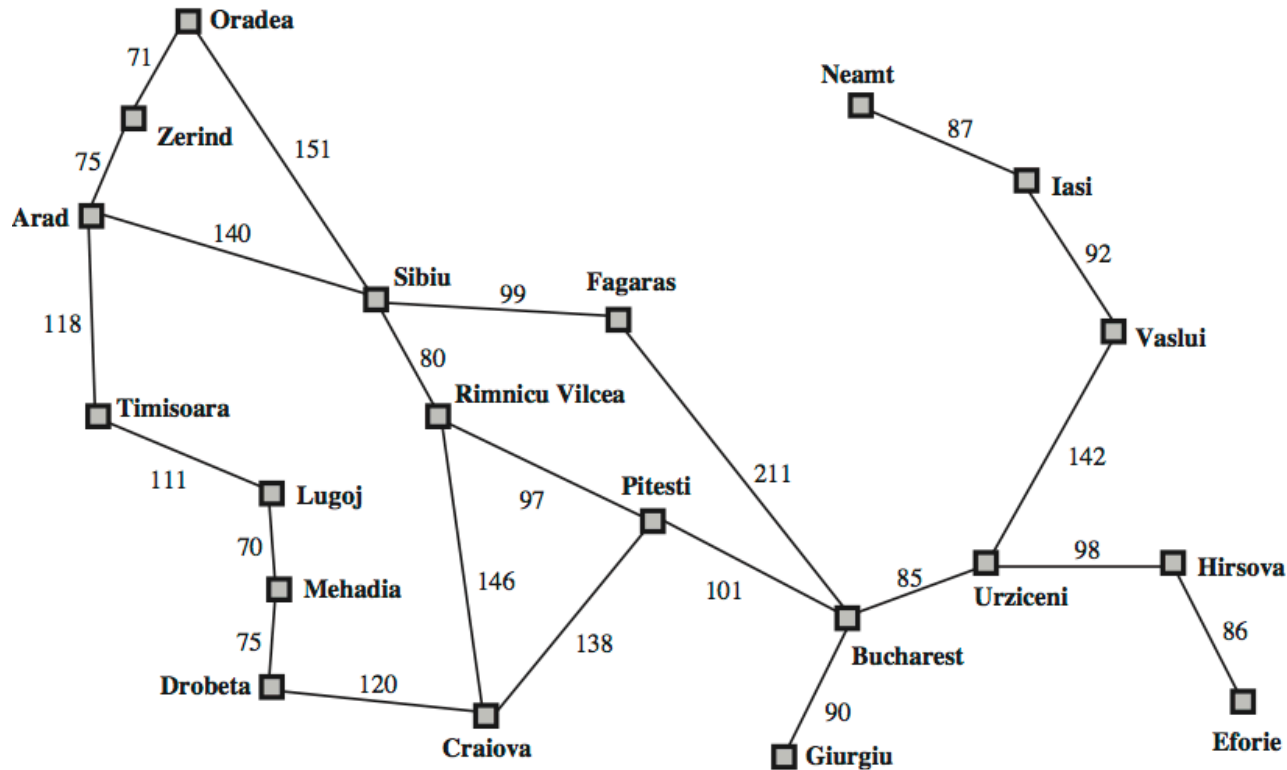 Oradea
71
Neamt
87
Zerind
151
75
Iasi
Arad
140
92
Sibiu
Fagaras
99
118
80
Vaslui
Rimnicu Vilcea
Timisoara
142
111
Pitesti
211
Lugoj
97
70
98
Hirsova
146
101
85
Mehadia
Urziceni
86
75
138
Bucharest
Drobeta
120
90
Craiova
Giurgiu
Eforie